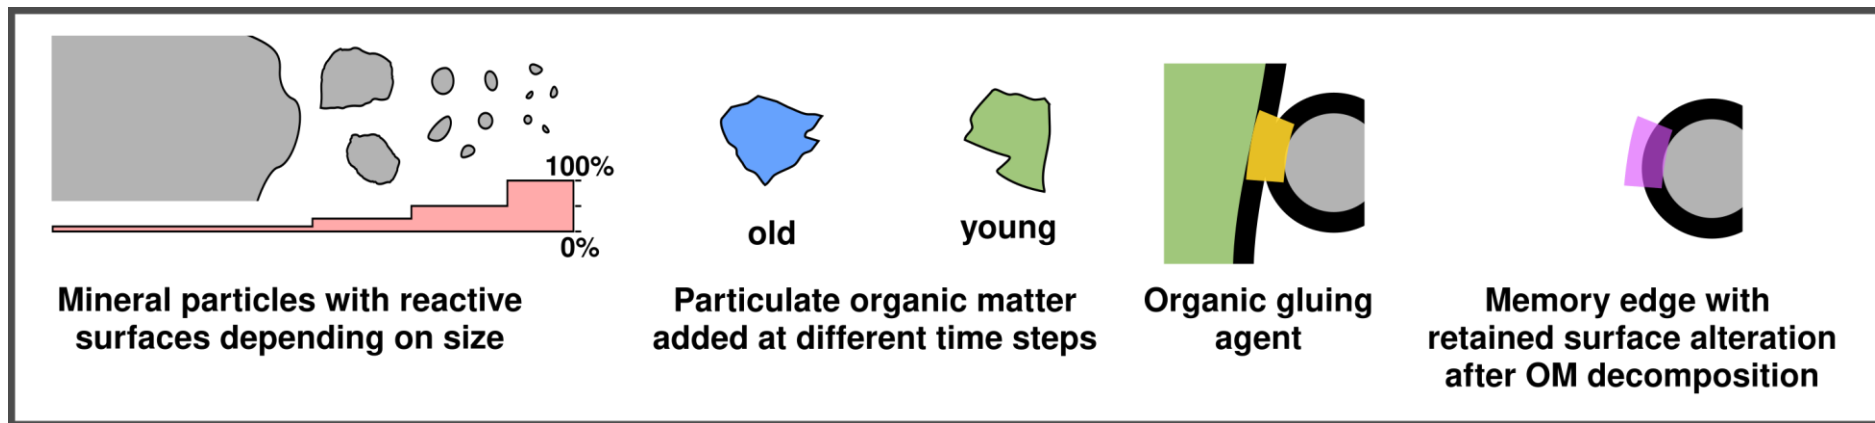 100%
0%
Mineral particles with reactive
surfaces depending on size
old
young
Particulate organic matter
added at different time steps
Organic gluing
agent
Memory edge with
retained surface alteration
after OM decomposition